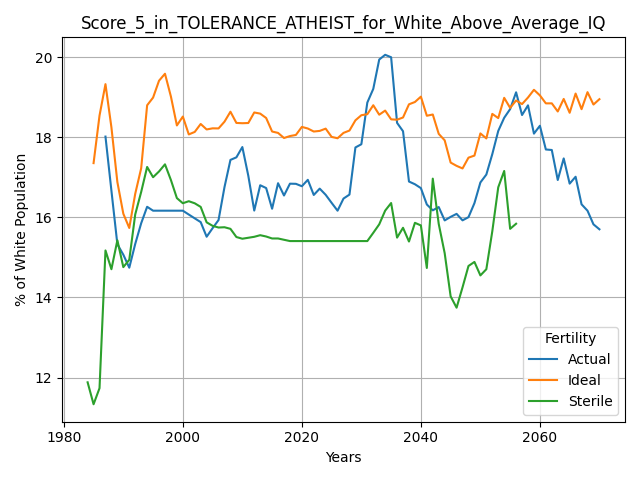 Score_5_in_TOLERANCE_ATHEIST_for_White_Above_Average_IQ
% of White Population
20
18
16
14
12
1980
2000
2020
2040
2060
Years
Fertility
Actual
Ideal
Sterile